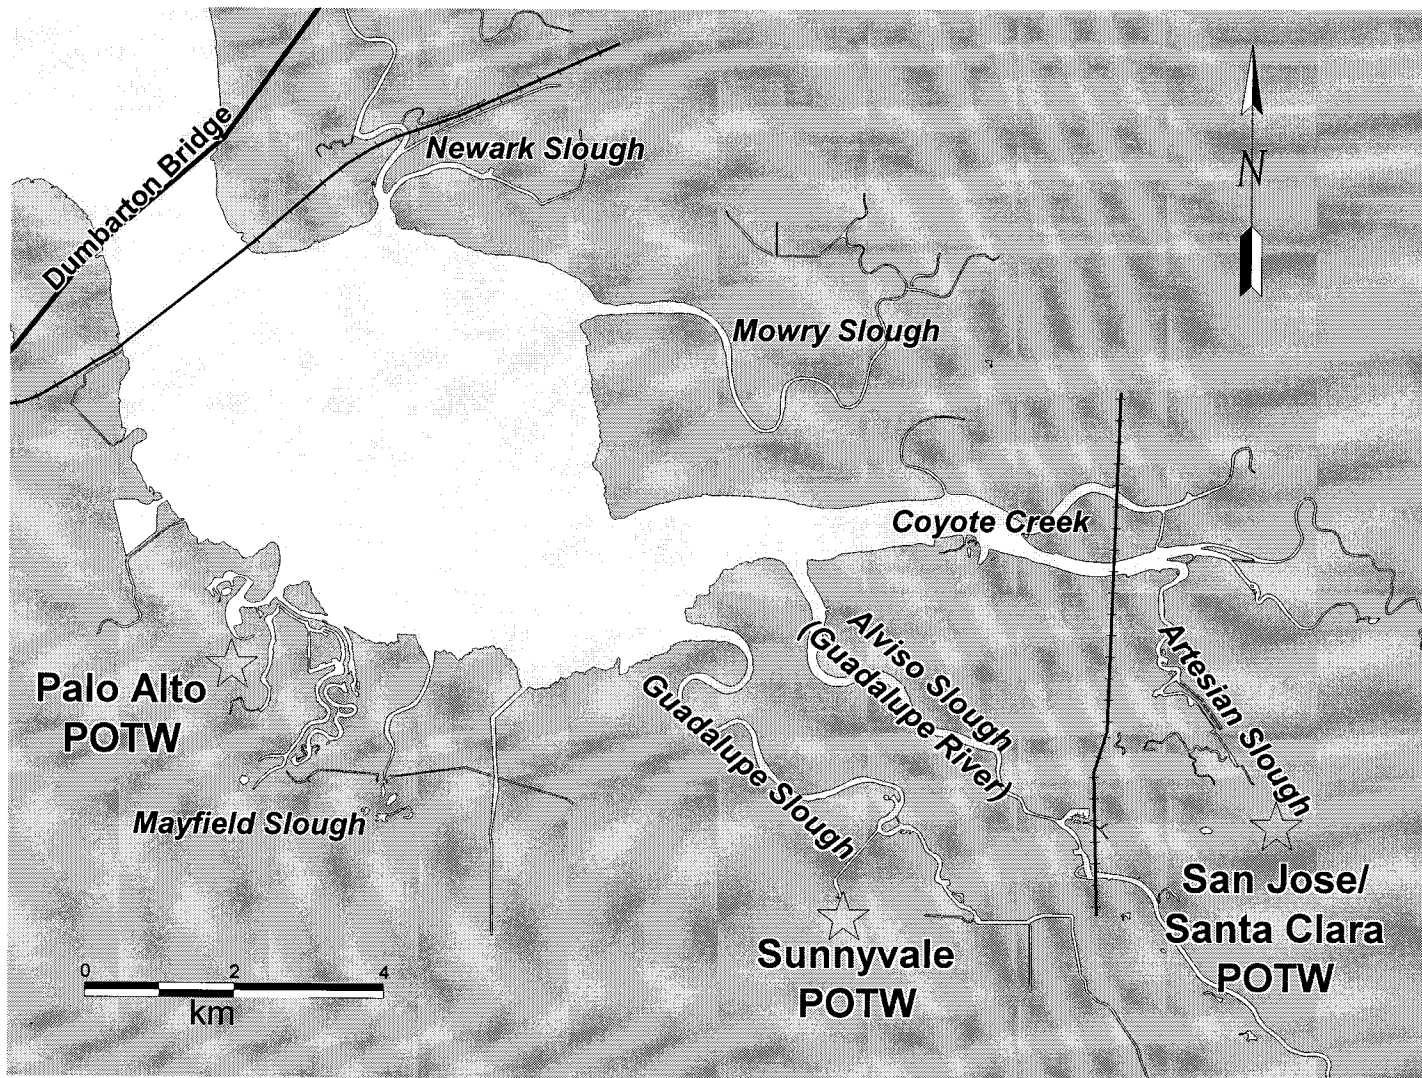 Dumbarton Bridge
Newark Slough
N
Mowry Slough
Coyote Creek
Alviso Slough
(Guadalupe River)
Artesian Slough
Guadalupe Slough
Palo Alto
POTW
Mayfield Slough
San Jose/
Santa Clara
POTW
Sunnyvale
POTW
0 2 4
km